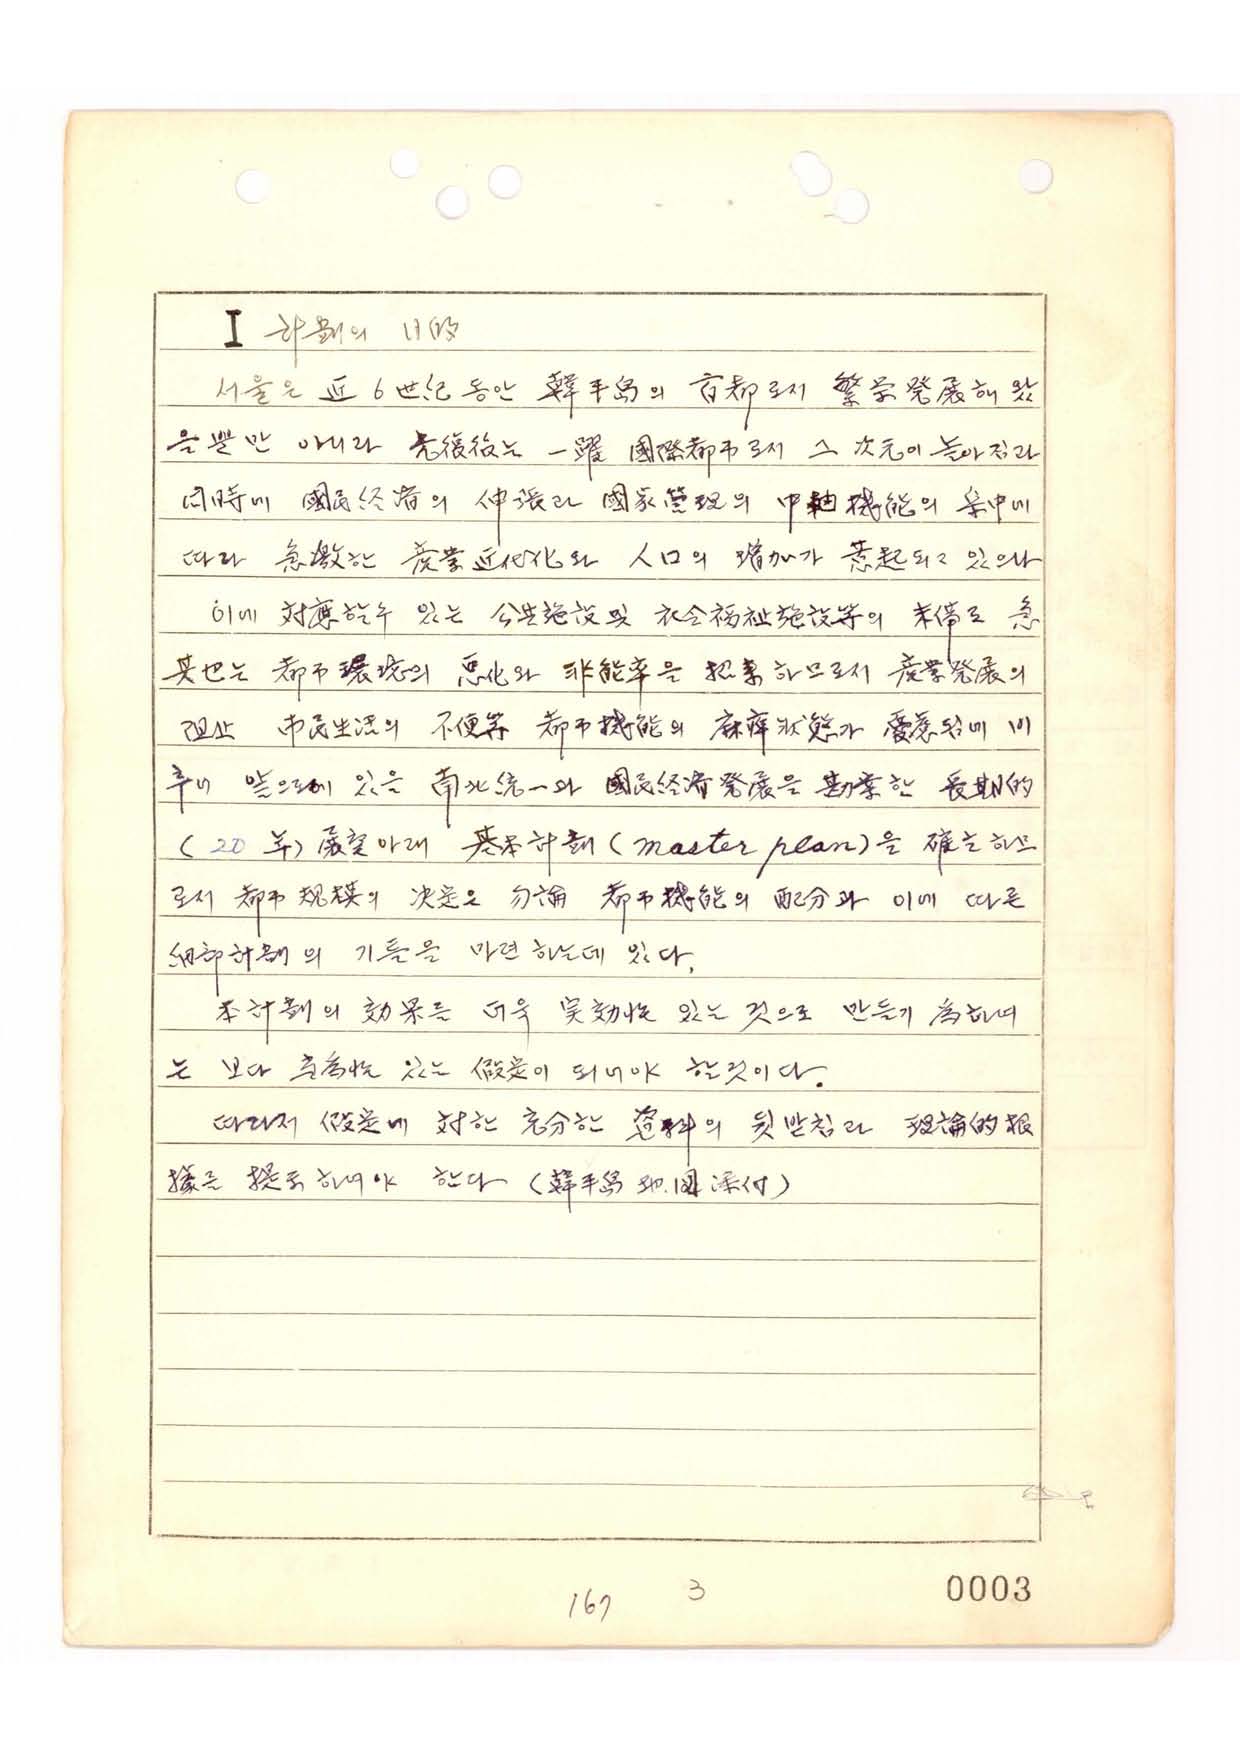 I 計劃의 目的
서울은 近 6世紀 동안 韓半島의 首都로서 繁榮発展해 왔
을 뿐만 아니라 光復後는 一躍 國際都市로서 그 次元이 높아짐과
同時에 國民経済의 伸張과 國家管理의 中軸機能의 集中에
따라 急激한 産業近代化와 人口의 增加가 惹起되고 있으나
이에 対應할수 있는 公共施設 및 社会福祉施設等의 未備로 急
其也는 都市環境의 惡化와 非能率을 招来하므로서 産業発展의
阻止 市民生活의 不便等 都市機能의 麻痺状態가 憂慮됨에 비
추어 앞으로에 있을 南北統一과 國民経済発展을 勘案한 長期的
(20年) 展望아래 基本計劃(master plan)을 確立하므
로서 都市規模의 决定은 勿論 都市機能의 配分과 이에 따른
細部計劃의 기틀을 마련하는데 있다.
本計劃의 効果를 더욱 実効性 있는 것으로 만들기 為하여
는 보다 있는 假定이 되어야 할것이다.
따라서 假定에 対한 充分한 資料의 뒷받침과 理論的根
據를 提示하여야 한다 (韓半島 地図 添付)
167 3 0003